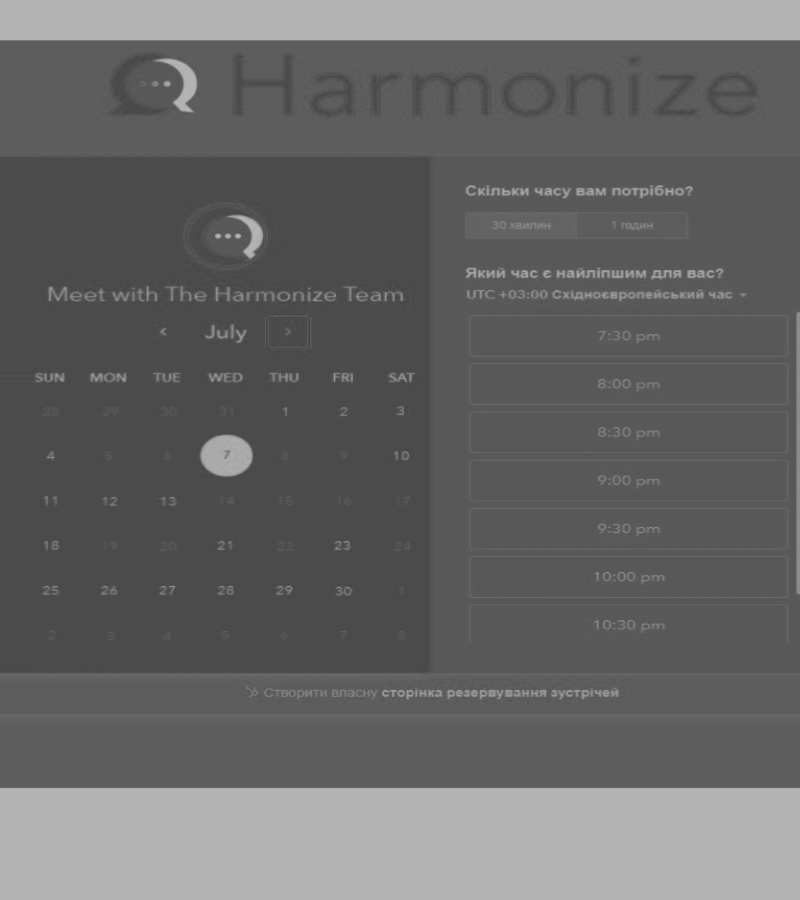 Harmonize
Meet with The Harmonize Team
July
SUN MON TUE WED THU FRI SAT
28 29 30 31 1 2 3
4 5 6 7 8 9 10
11 12 13 14 15 16 17
18 19 20 21 22 23 24
25 26 27 28 29 30 1
2 3 4 5 6 7 8
Скільки часу вам потрібно?
30 хвилин 1 годин
Який час є найліпшим для вас?
UTC +03:00 Східноєвропейський час
7:30 pm
8:00 pm
8:30 pm
9:00 pm
9:30 pm
10:00 pm
10:30 pm
Створити власну сторінка резервування зустрічей